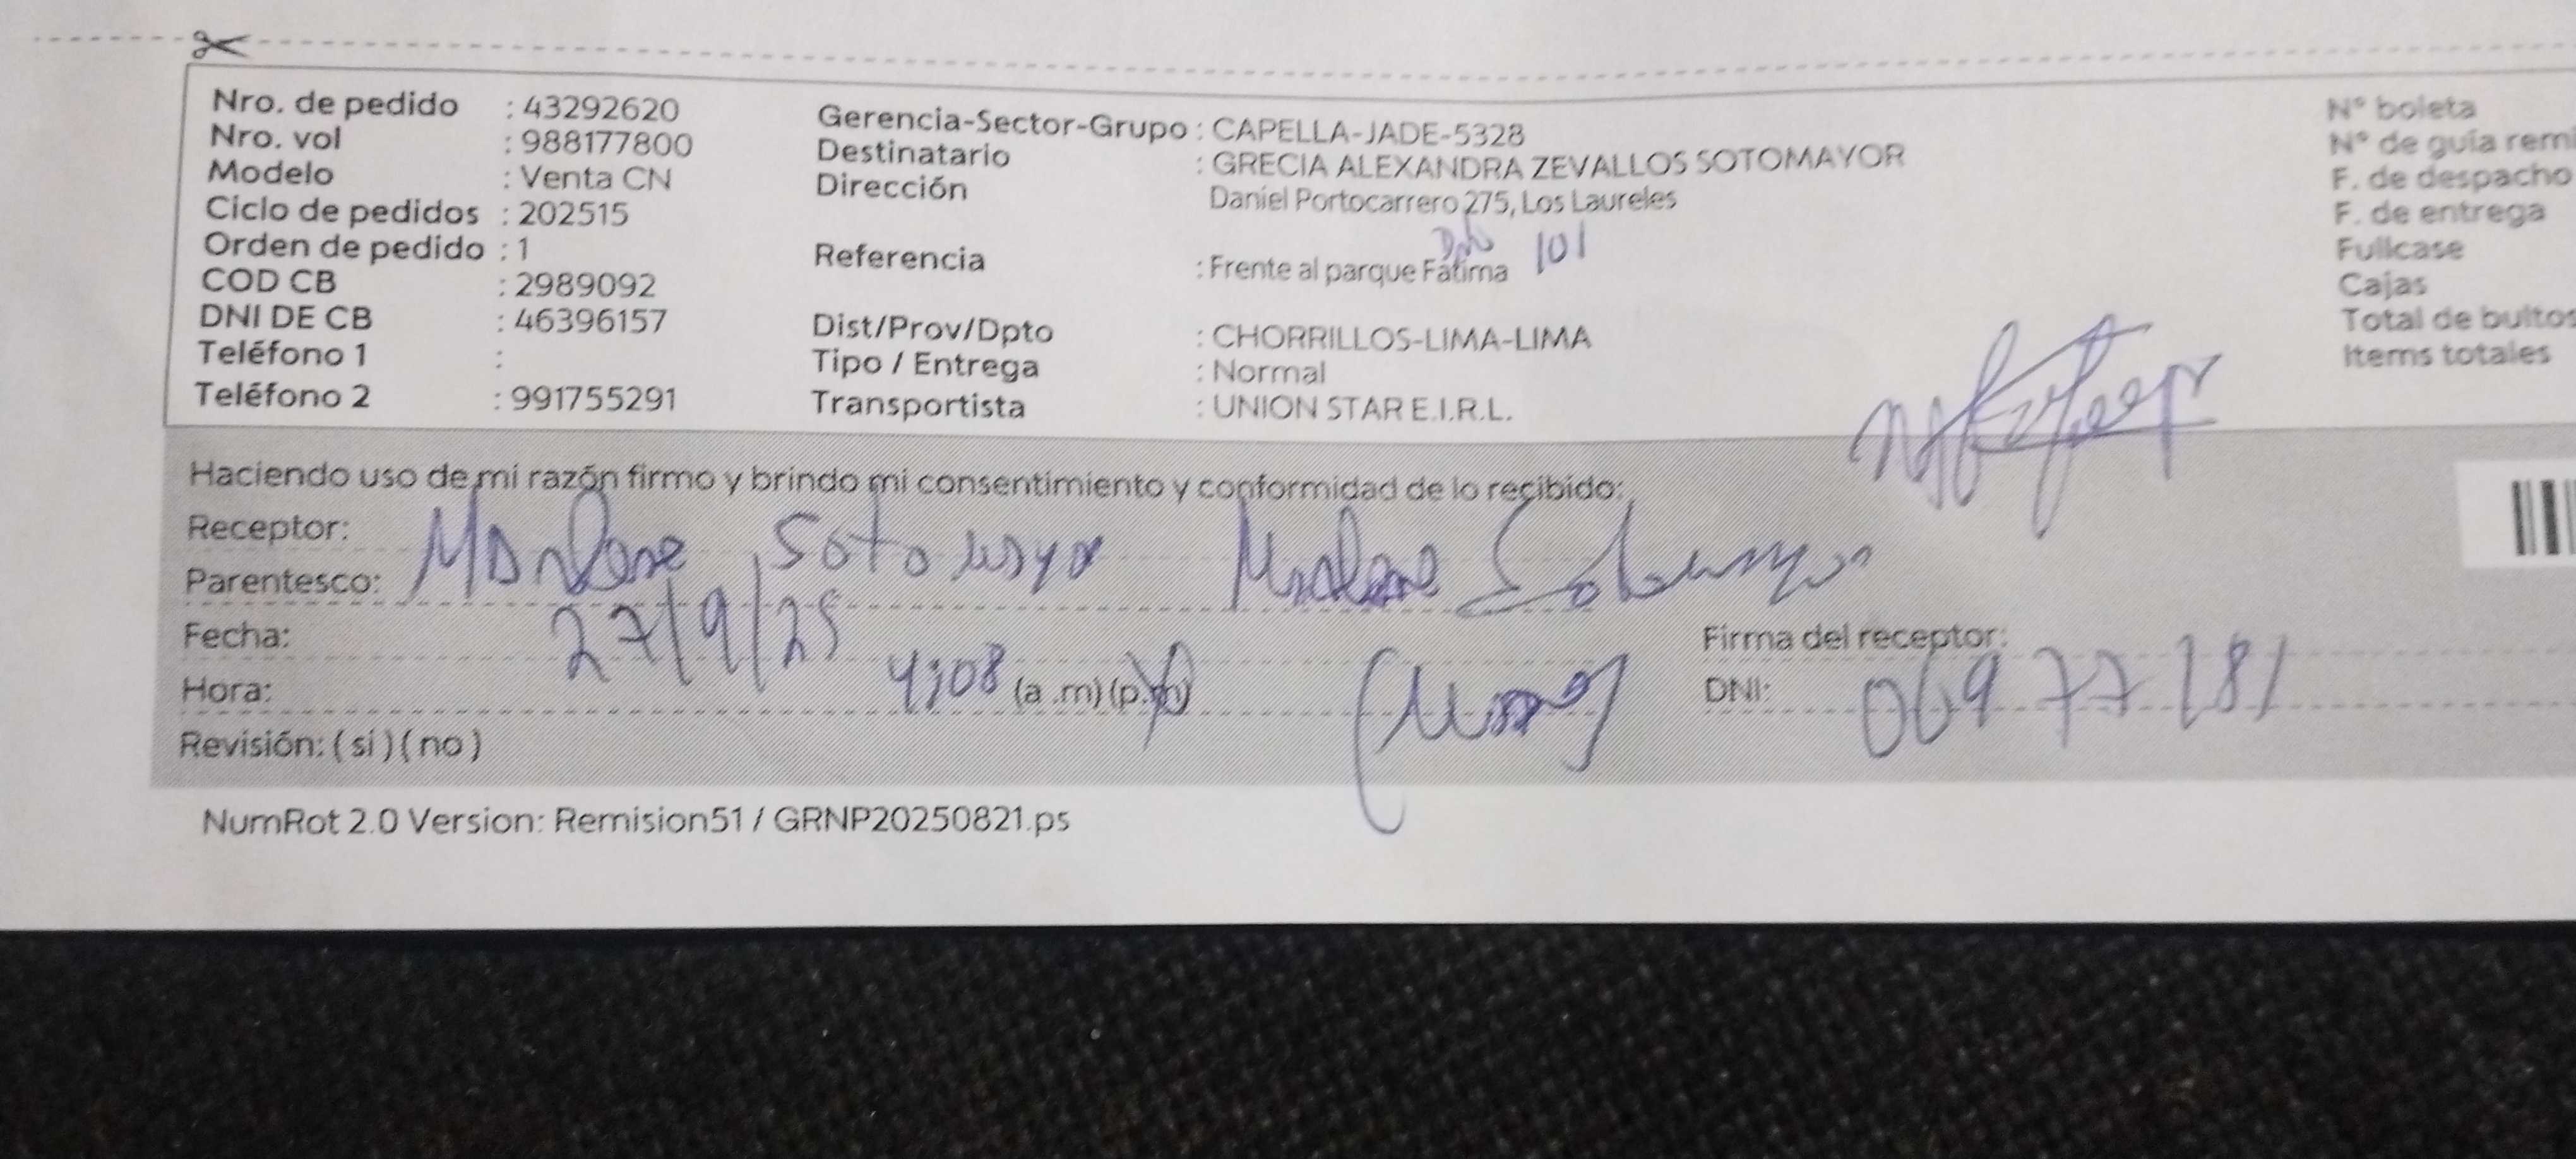 Nro. de pedido : 43292620
Nro. vol : 988177800
Modelo : Venta CN
Ciclo de pedidos : 202515
Orden de pedido : 1
COD CB : 2989092
DNI DE CB : 46396157
Teléfono 1 :
Teléfono 2 : 991755291
Gerencia-Sector-Grupo : CAPELLA-JADE-5328
Destinatario : GRECIA ALEXANDRA ZEVALLOS SOTOMAYOR
Dirección Daniel Portocarrero 275, Los Laureles
101
Referencia : Frente al parque Fátima
Dist/Prov/Dpto : CHORRILLOS-LIMA-LIMA
Tipo / Entrega : Normal
Transportista : UNION STAR E.I.R.L.
N° boleta
N° de guía remi
F. de despacho
F. de entrega
Fullcase
Cajas
Total de bultos
Items totales
Haciendo uso de mi razón firmo y brindo mi consentimiento y conformidad de lo recibido:
Receptor: Marlene Sotomayor Marlene Sotomayor
Parentesco:
Fecha: 27/9/25
Hora: 4:08 (a .m) (p.m)
Revisión: ( si ) ( no )
Firma del receptor:
DNI: 06977181
NumRot 2.0 Version: Remision51 / GRNP20250821.ps